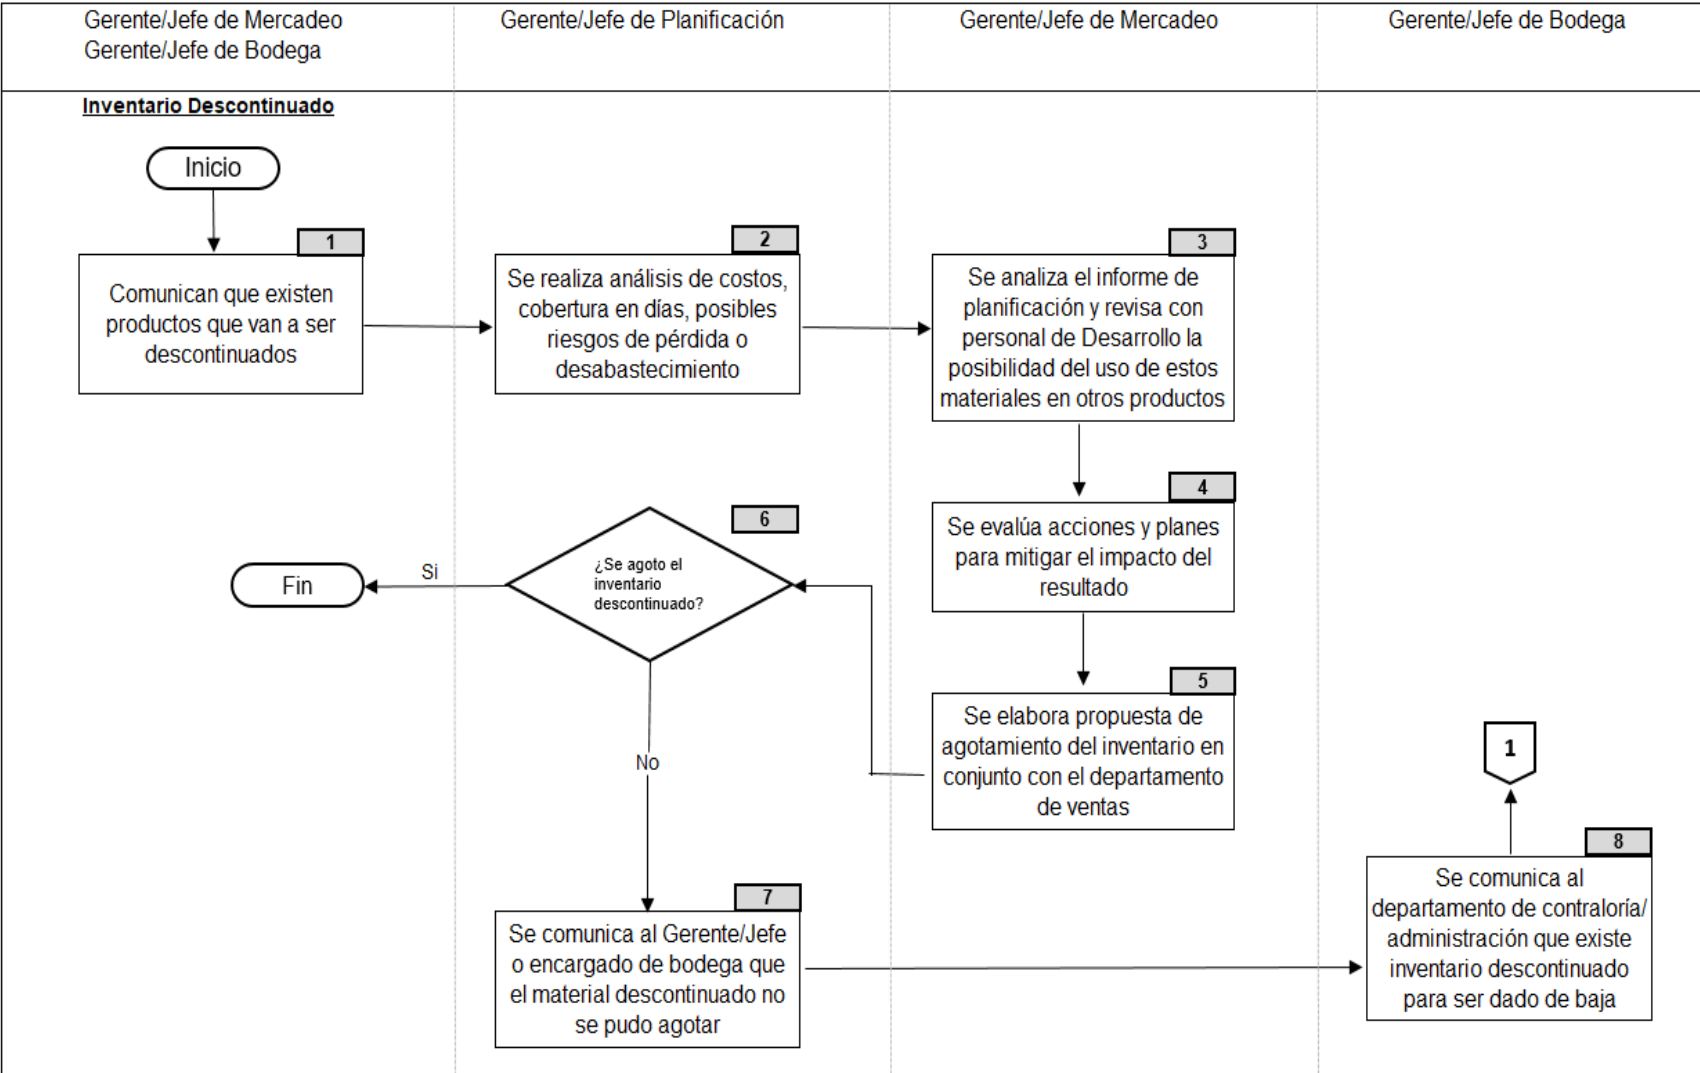 Gerente/Jefe de Mercadeo
Gerente/Jefe de Bodega
Gerente/Jefe de Planificación
Gerente/Jefe de Mercadeo
Gerente/Jefe de Bodega
Inventario Descontinuado
Inicio
1
Comunican que existen
productos que van a ser
descontinuados
2
Se realiza análisis de costos,
cobertura en días, posibles
riesgos de pérdida o
desabastecimiento
3
Se analiza el informe de
planificación y revisa con
personal de Desarrollo la
posibilidad del uso de estos
materiales en otros productos
4
Se evalúa acciones y planes
para mitigar el impacto del
resultado
5
Se elabora propuesta de
agotamiento del inventario en
conjunto con el departamento
de ventas
6
¿Se agoto el
inventario
descontinuado?
Si
Fin
No
7
Se comunica al Gerente/Jefe
o encargado de bodega que
el material descontinuado no
se pudo agotar
8
Se comunica al
departamento de contraloría/
administración que existe
inventario descontinuado
para ser dado de baja
1